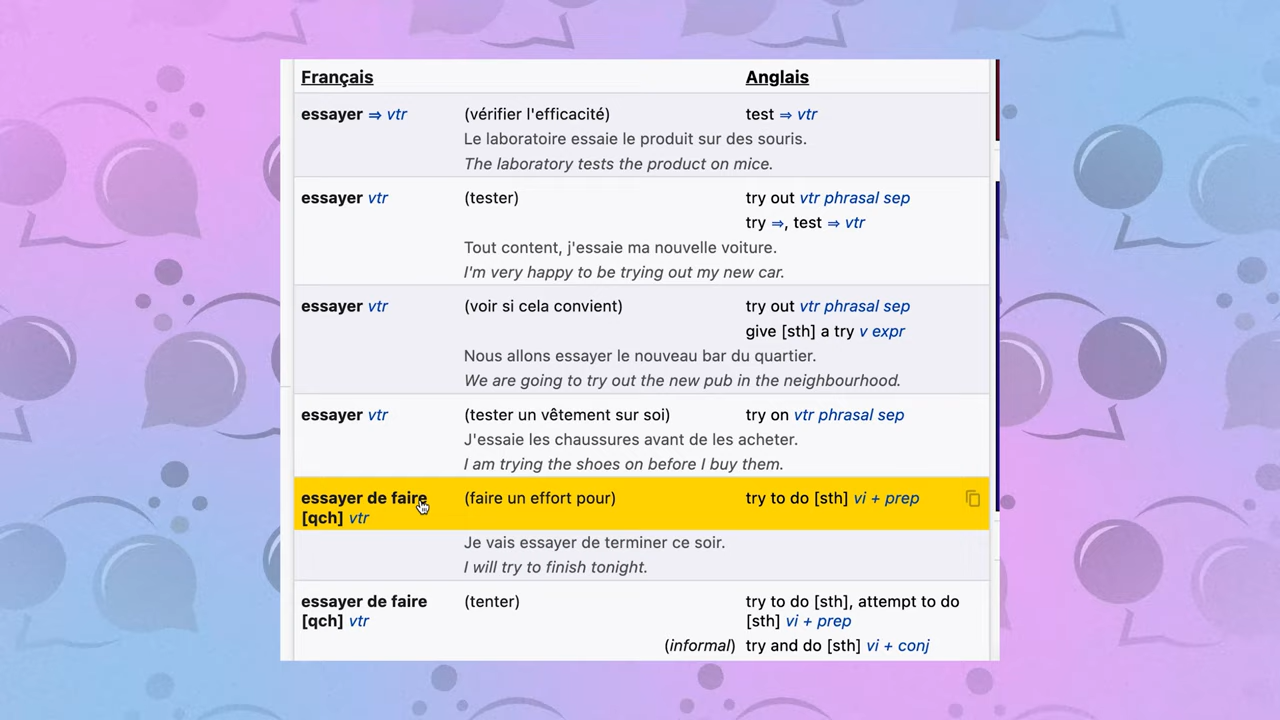 Français Anglais
essayer ⇒ vtr (vérifier l'efficacité) test ⇒ vtr
Le laboratoire essaie le produit sur des souris.
The laboratory tests the product on mice.
essayer vtr (tester) try out vtr phrasal sep
try ⇒, test ⇒ vtr
Tout content, j'essaie ma nouvelle voiture.
I'm very happy to be trying out my new car.
essayer vtr (voir si cela convient) try out vtr phrasal sep
give [sth] a try v expr
Nous allons essayer le nouveau bar du quartier.
We are going to try out the new pub in the neighbourhood.
essayer vtr (tester un vêtement sur soi) try on vtr phrasal sep
J'essaie les chaussures avant de les acheter.
I am trying the shoes on before I buy them.
essayer de faire (faire un effort pour) try to do [sth] vi + prep
[qch] vtr
Je vais essayer de terminer ce soir.
I will try to finish tonight.
essayer de faire (tenter) try to do [sth], attempt to do
[qch] vtr [sth] vi + prep
(informal) try and do [sth] vi + conj